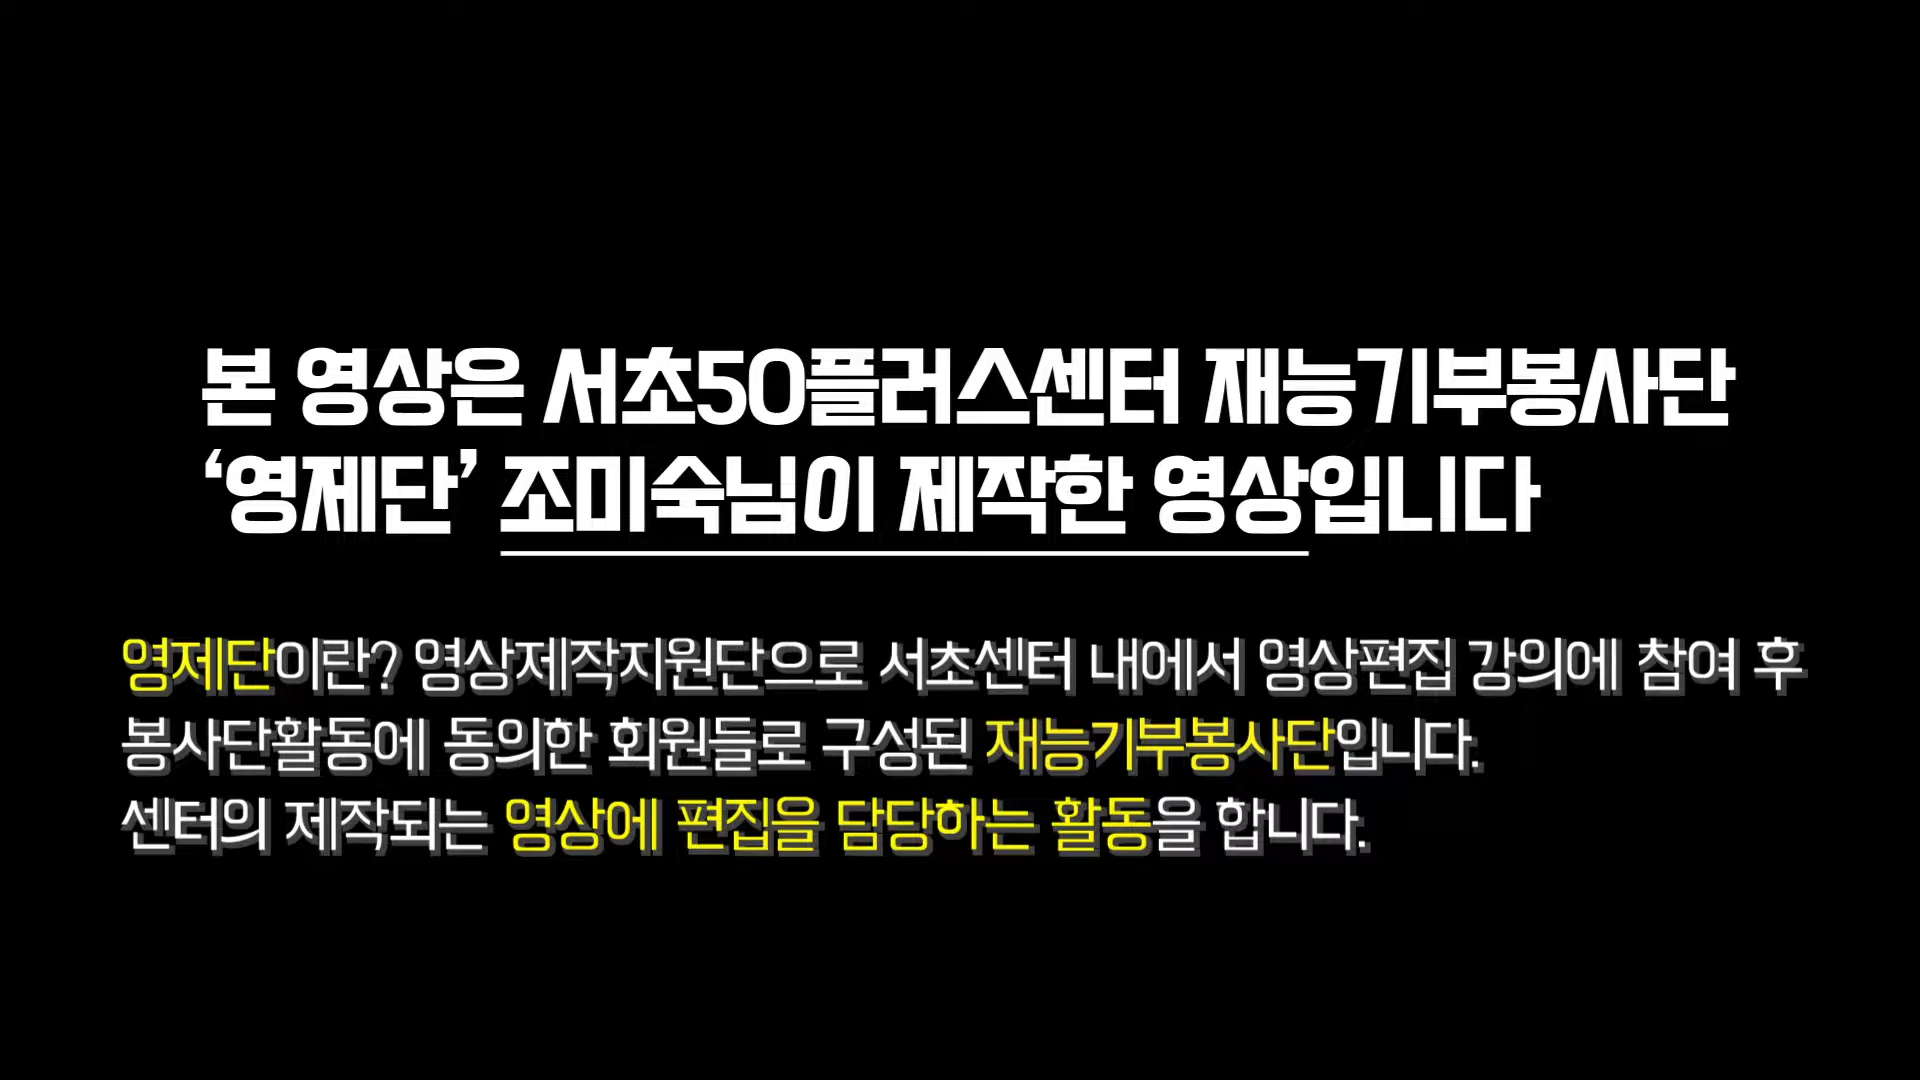 본 영상은 서초50플러스센터 재능기부봉사단
‘영제단’ 조미숙님이 제작한 영상입니다
영제단이란? 영상제작지원단으로 서초센터 내에서 영상편집 강의에 참여 후
봉사단활동에 동의한 회원들로 구성된 재능기부봉사단입니다.
센터의 제작되는 영상에 편집을 담당하는 활동을 합니다.